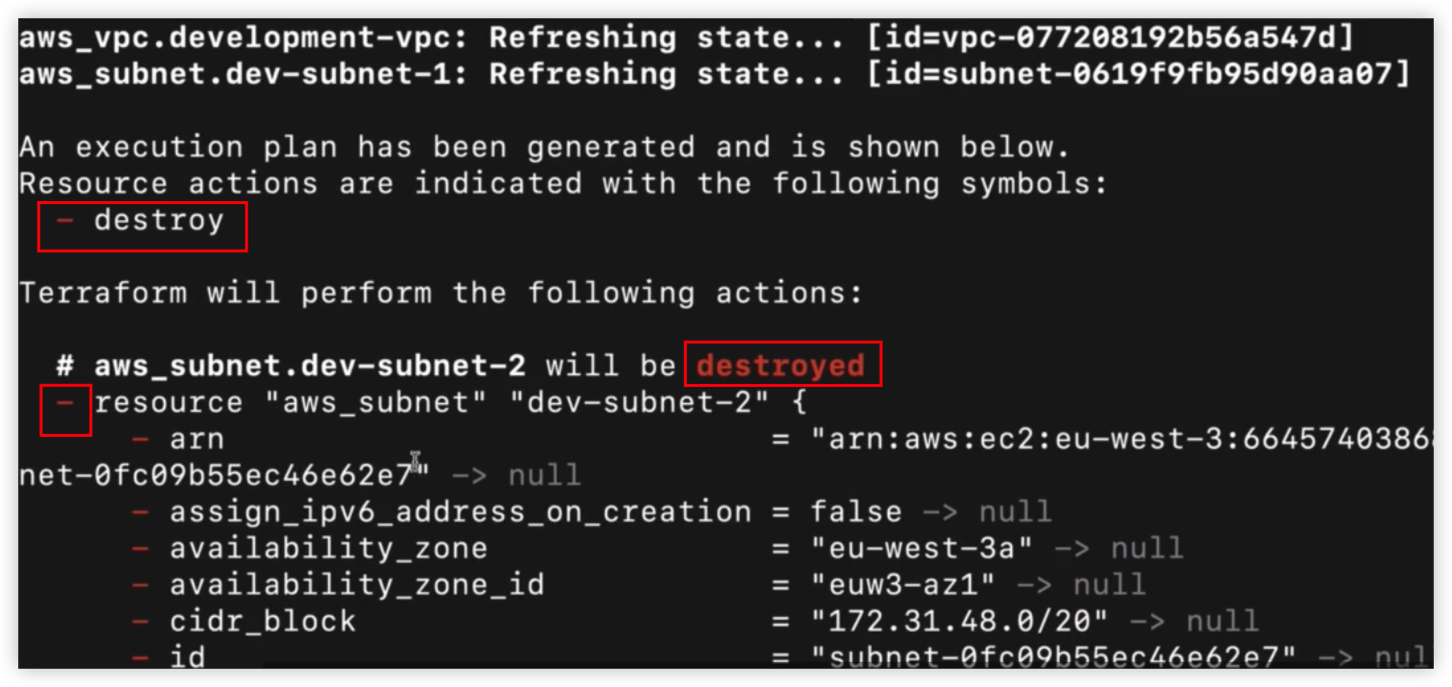 aws_vpc.development-vpc: Refreshing state... [id=vpc-077208192b56a547d]
aws_subnet.dev-subnet-1: Refreshing state... [id=subnet-0619f9fb95d90aa07]
An execution plan has been generated and is shown below.
Resource actions are indicated with the following symbols:
- destroy
Terraform will perform the following actions:
# aws_subnet.dev-subnet-2 will be destroyed
- resource "aws_subnet" "dev-subnet-2" {
- arn = "arn:aws:ec2:eu-west-3:66457403868
net-0fc09b55ec46e62e7" -> null
- assign_ipv6_address_on_creation = false -> null
- availability_zone = "eu-west-3a" -> null
- availability_zone_id = "euw3-az1" -> null
- cidr_block = "172.31.48.0/20" -> null
- id = "subnet-0fc09b55ec46e62e7" -> nul